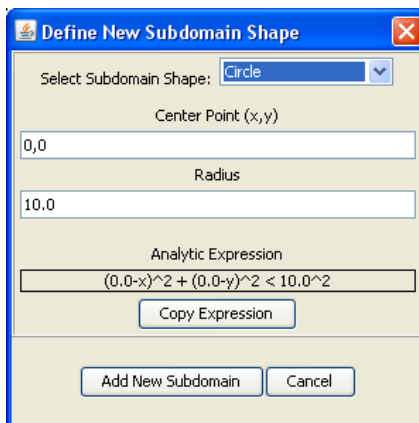 Define New Subdomain Shape
Select Subdomain Shape: Circle
Center Point (x,y)
0,0
Radius
10.0
Analytic Expression
(0.0-x)^2 + (0.0-y)^2 < 10.0^2
Copy Expression
Add New Subdomain Cancel